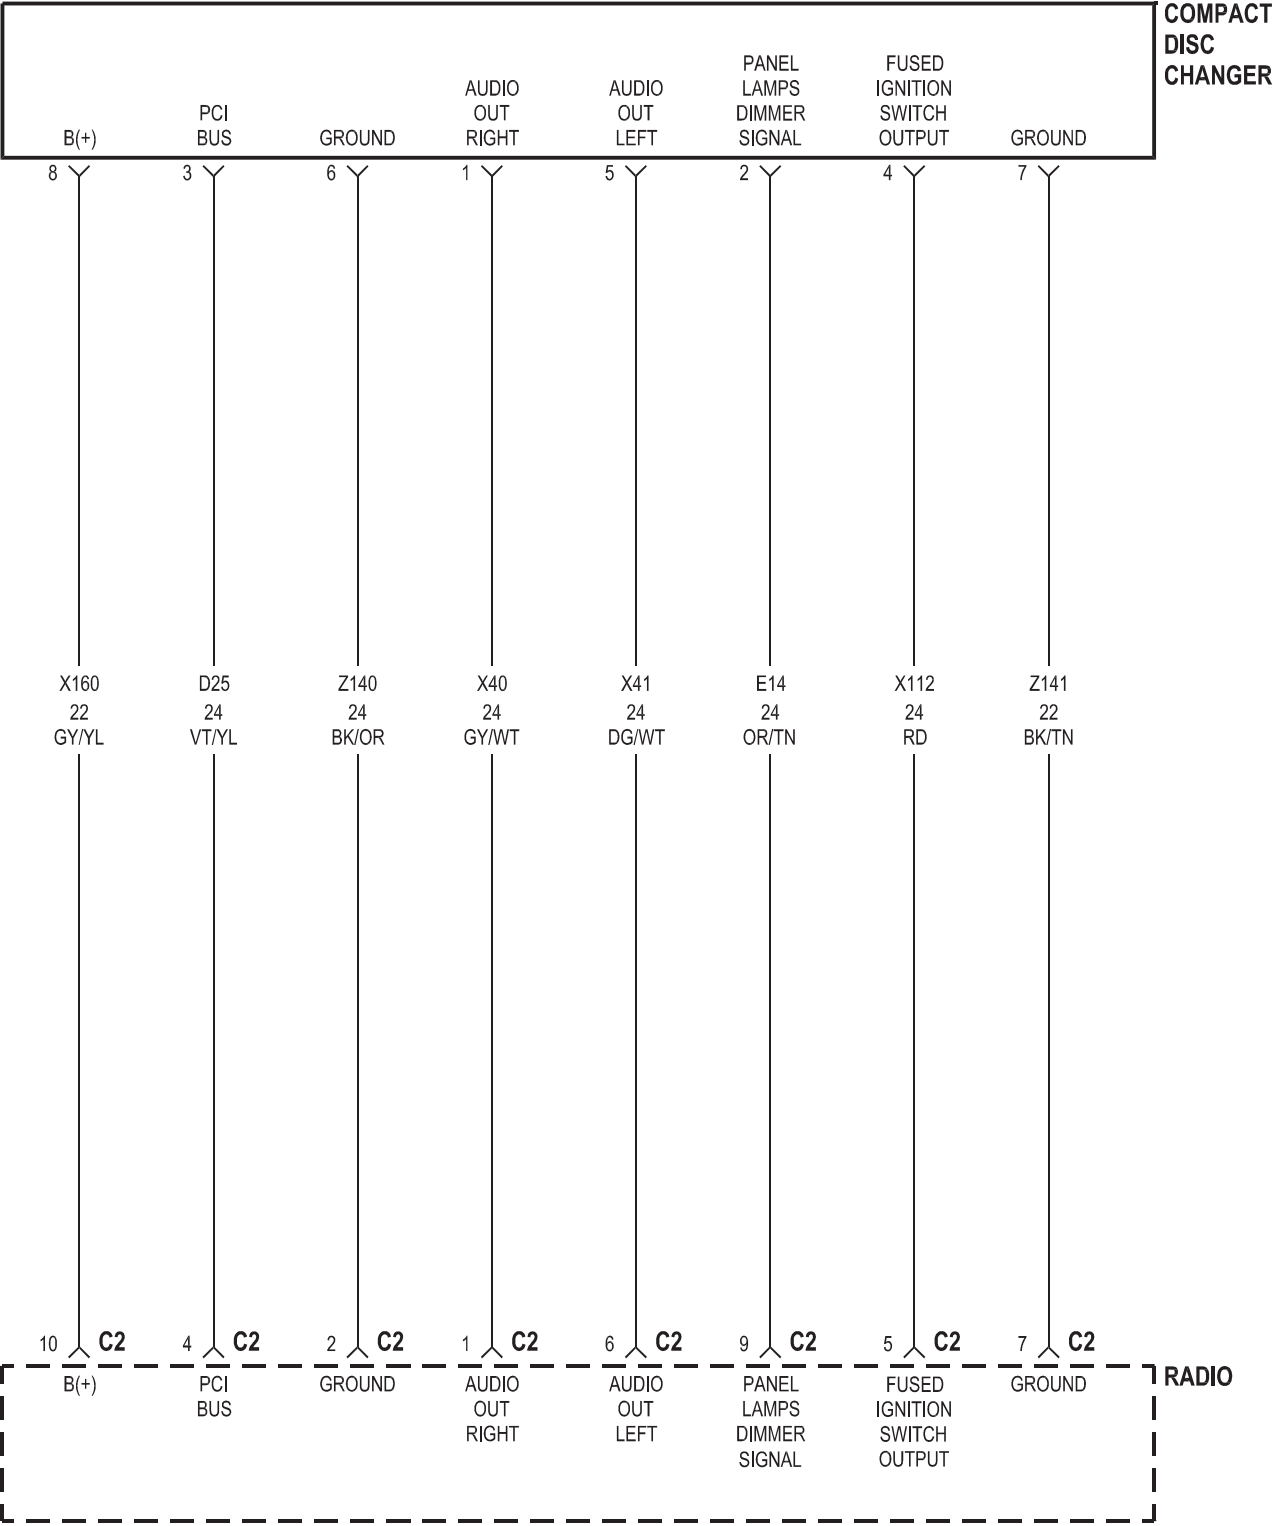 COMPACT
DISC
CHANGER
B(+)
PCI
BUS
GROUND
AUDIO
OUT
RIGHT
AUDIO
OUT
LEFT
PANEL
LAMPS
DIMMER
SIGNAL
FUSED
IGNITION
SWITCH
OUTPUT
GROUND
8 3 6 1 5 2 4 7
X160
22
GY/YL
D25
24
VT/YL
Z140
24
BK/OR
X40
24
GY/WT
X41
24
DG/WT
E14
24
OR/TN
X112
24
RD
Z141
22
BK/TN
10 C2 4 C2 2 C2 1 C2 6 C2 9 C2 5 C2 7 C2
RADIO
B(+)
PCI
BUS
GROUND
AUDIO
OUT
RIGHT
AUDIO
OUT
LEFT
PANEL
LAMPS
DIMMER
SIGNAL
FUSED
IGNITION
SWITCH
OUTPUT
GROUND